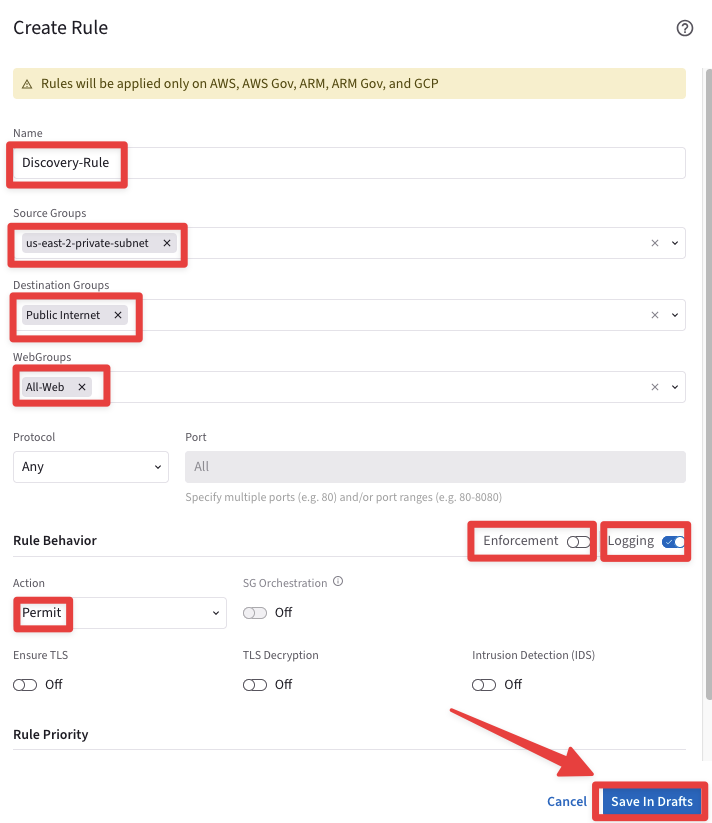 Create Rule
Rules will be applied only on AWS, AWS Gov, ARM, ARM Gov, and GCP
Name
Discovery-Rule
Source Groups
us-east-2-private-subnet
Destination Groups
Public Internet
WebGroups
All-Web
Protocol Port
Any All
Specify multiple ports (e.g. 80) and/or port ranges (e.g. 80-8080)
Rule Behavior Enforcement Logging
Action SG Orchestration
Permit Off
Ensure TLS TLS Decryption Intrusion Detection (IDS)
Off Off Off
Rule Priority
Cancel Save In Drafts